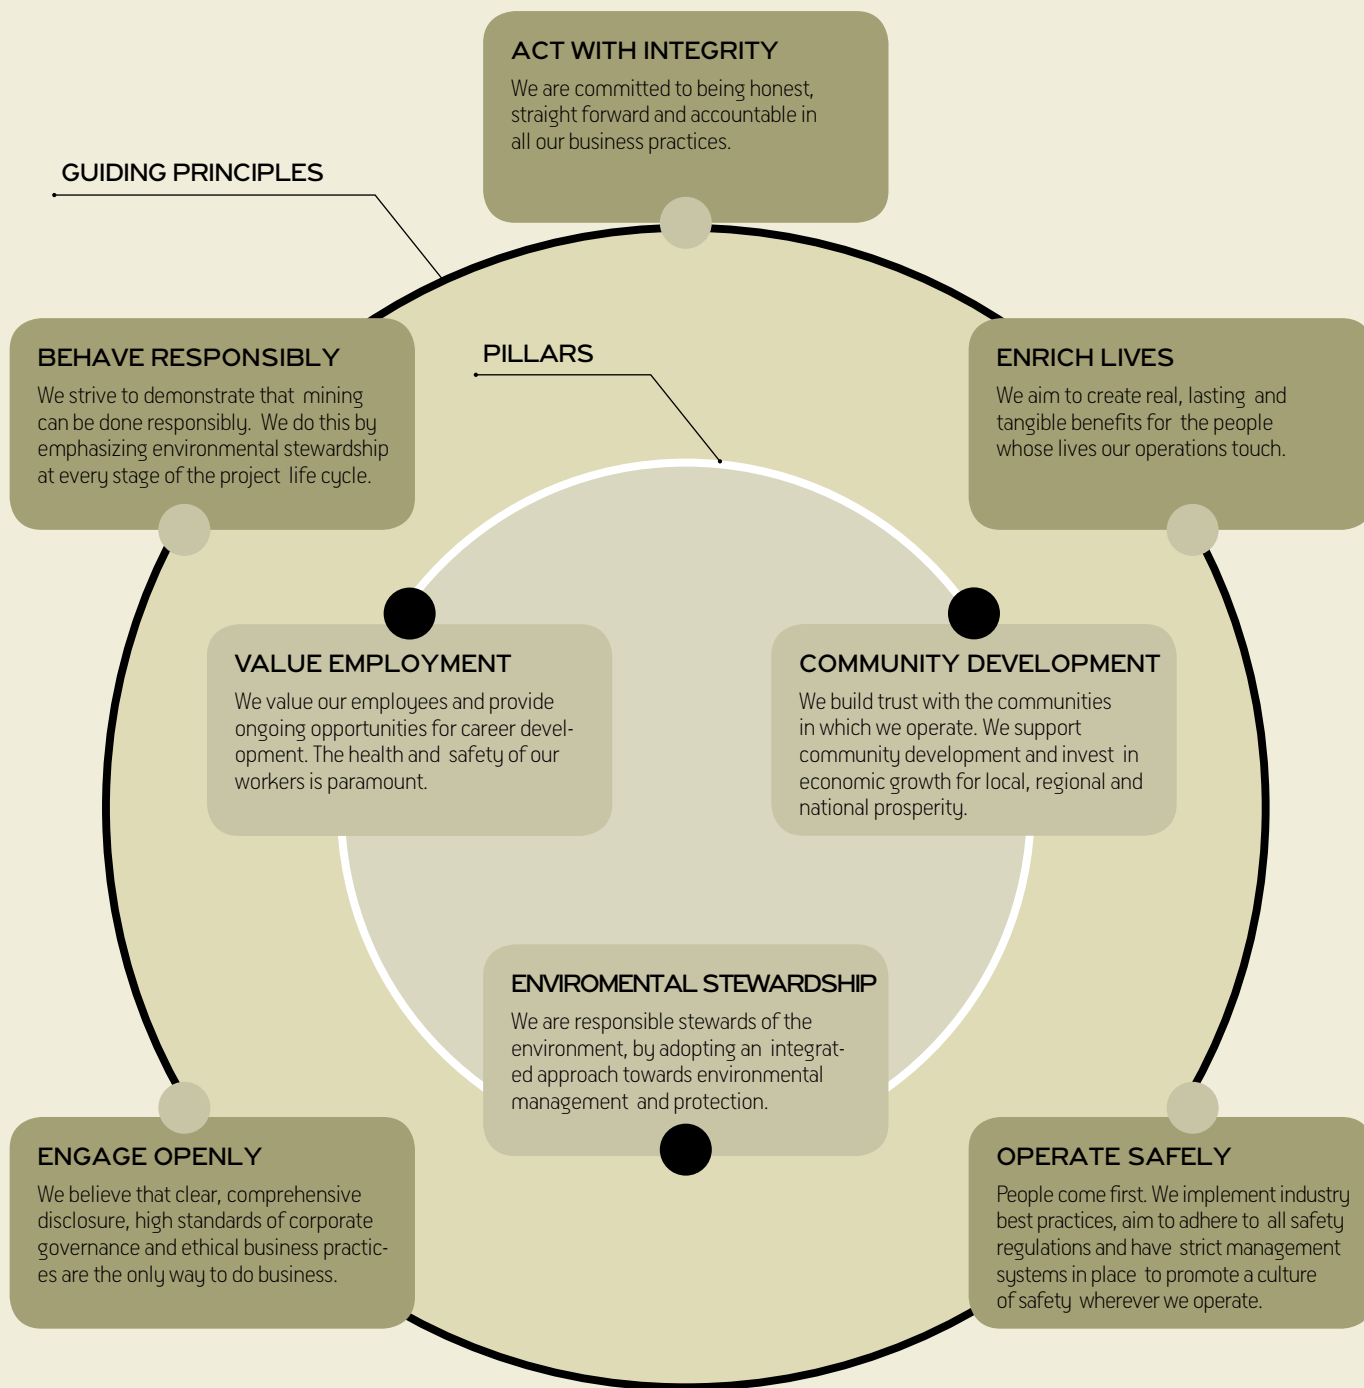 ACT WITH INTEGRITY
We are committed to being honest,
straight forward and accountable in
all our business practices.
GUIDING PRINCIPLES
BEHAVE RESPONSIBLY
We strive to demonstrate that mining
can be done responsibly. We do this by
emphasizing environmental stewardship
at every stage of the project life cycle.
PILLARS
ENRICH LIVES
We aim to create real, lasting and
tangible benefits for the people
whose lives our operations touch.
VALUE EMPLOYMENT
We value our employees and provide
ongoing opportunities for career devel-
opment. The health and safety of our
workers is paramount.
COMMUNITY DEVELOPMENT
We build trust with the communities
in which we operate. We support
community development and invest in
economic growth for local, regional and
national prosperity.
ENVIROMENTAL STEWARDSHIP
We are responsible stewards of the
environment, by adopting an integrat-
ed approach towards environmental
management and protection.
ENGAGE OPENLY
We believe that clear, comprehensive
disclosure, high standards of corporate
governance and ethical business practic-
es are the only way to do business.
OPERATE SAFELY
People come first. We implement industry
best practices, aim to adhere to all safety
regulations and have strict management
systems in place to promote a culture
of safety wherever we operate.